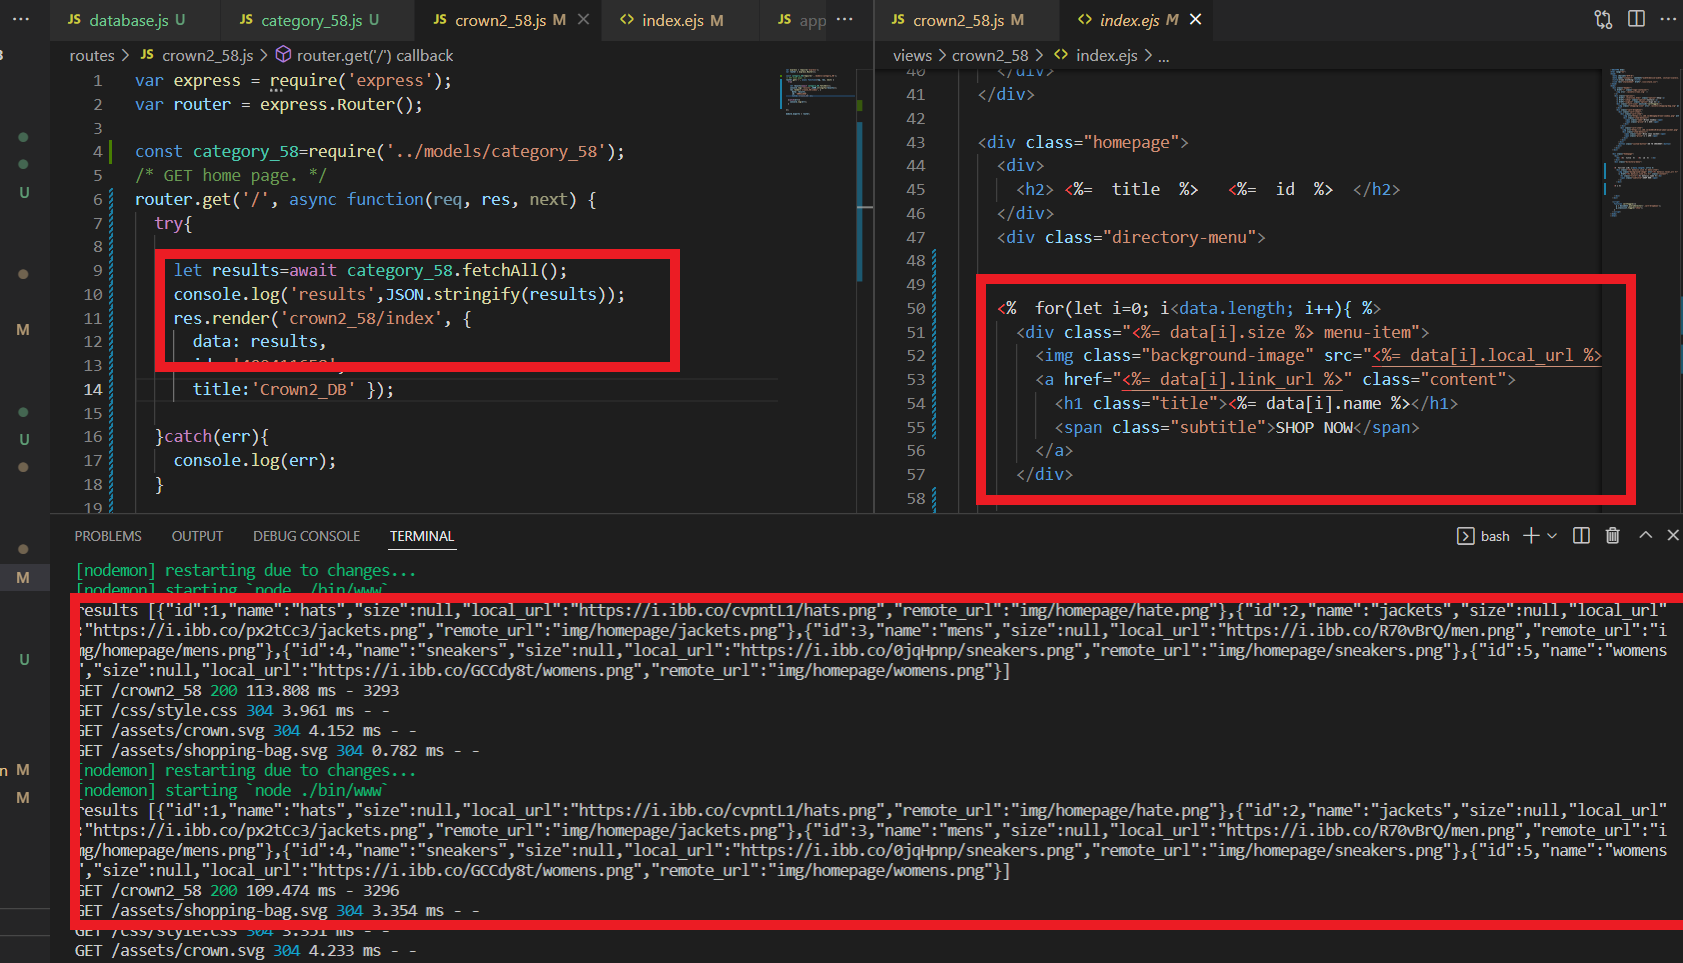 JS database.js U
JS category_58.js U
JS crown2_58.js M
<> index.ejs M
JS app
JS crown2_58.js M
<> index.ejs M
routes > JS crown2_58.js > router.get('/') callback
views > crown2_58 > <> index.ejs > ...
1 var express = require('express');
2 var router = express.Router();
3
4 const category_58=require('../models/category_58');
5 /* GET home page. */
6 router.get('/', async function(req, res, next) {
7 try{
8
9 let results=await category_58.fetchAll();
10 console.log('results',JSON.stringify(results));
11 res.render('crown2_58/index', {
12 data: results,
13
14 title:'Crown2_DB' });
15
16 }catch(err){
17 console.log(err);
18 }
19
40 </div>
41 </div>
42
43 <div class="homepage">
44 <div>
45 <h2> <%= title %> <%= id %> </h2>
46 </div>
47 <div class="directory-menu">
48
49
50 <% for(let i=0; i<data.length; i++){ %>
51 <div class="<%= data[i].size %> menu-item">
52 <img class="background-image" src="<%= data[i].local_url %>
53 <a href="<%= data[i].link_url %>" class="content">
54 <h1 class="title"><%= data[i].name %></h1>
55 <span class="subtitle">SHOP NOW</span>
56 </a>
57 </div>
58
PROBLEMS OUTPUT DEBUG CONSOLE TERMINAL
bash
[nodemon] restarting due to changes...
[nodemon] starting `node ./bin/www`
results [{"id":1,"name":"hats","size":null,"local_url":"https://i.ibb.co/cvpntL1/hats.png","remote_url":"img/homepage/hate.png"},{"id":2,"name":"jackets","size":null,"local_url"
:"https://i.ibb.co/px2tCc3/jackets.png","remote_url":"img/homepage/jackets.png"},{"id":3,"name":"mens","size":null,"local_url":"https://i.ibb.co/R70vBrQ/men.png","remote_url":"i
mg/homepage/mens.png"},{"id":4,"name":"sneakers","size":null,"local_url":"https://i.ibb.co/0jqHpnp/sneakers.png","remote_url":"img/homepage/sneakers.png"},{"id":5,"name":"womens
","size":null,"local_url":"https://i.ibb.co/GCCdy8t/womens.png","remote_url":"img/homepage/womens.png"}]
GET /crown2_58 200 113.808 ms - 3293
GET /css/style.css 304 3.961 ms - -
GET /assets/crown.svg 304 4.152 ms - -
GET /assets/shopping-bag.svg 304 0.782 ms - -
[nodemon] restarting due to changes...
[nodemon] starting `node ./bin/www`
results [{"id":1,"name":"hats","size":null,"local_url":"https://i.ibb.co/cvpntL1/hats.png","remote_url":"img/homepage/hate.png"},{"id":2,"name":"jackets","size":null,"local_url"
:"https://i.ibb.co/px2tCc3/jackets.png","remote_url":"img/homepage/jackets.png"},{"id":3,"name":"mens","size":null,"local_url":"https://i.ibb.co/R70vBrQ/men.png","remote_url":"i
mg/homepage/mens.png"},{"id":4,"name":"sneakers","size":null,"local_url":"https://i.ibb.co/0jqHpnp/sneakers.png","remote_url":"img/homepage/sneakers.png"},{"id":5,"name":"womens
","size":null,"local_url":"https://i.ibb.co/GCCdy8t/womens.png","remote_url":"img/homepage/womens.png"}]
GET /crown2_58 200 109.474 ms - 3296
GET /assets/shopping-bag.svg 304 3.354 ms - -
GET /css/style.css 304 3.351 ms - -
GET /assets/crown.svg 304 4.233 ms - -